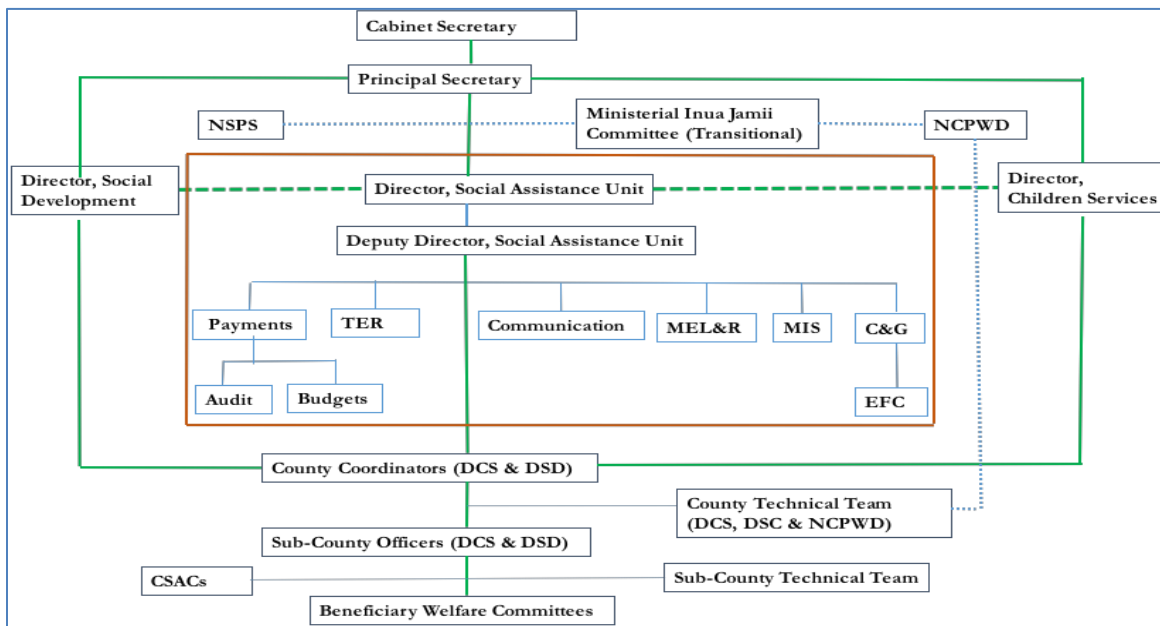 Cabinet Secretary
Principal Secretary
NSPS
Ministerial Inua Jamii
Committee (Transitional)
NCPWD
Director, Social
Development
Director, Social Assistance Unit
Director,
Children Services
Deputy Director, Social Assistance Unit
Payments
TER
Communication
MEL&R
MIS
C&G
Audit
Budgets
EFC
County Coordinators (DCS & DSD)
County Technical Team
(DCS, DSC & NCPWD)
Sub-County Officers (DCS & DSD)
CSACs
Sub-County Technical Team
Beneficiary Welfare Committees